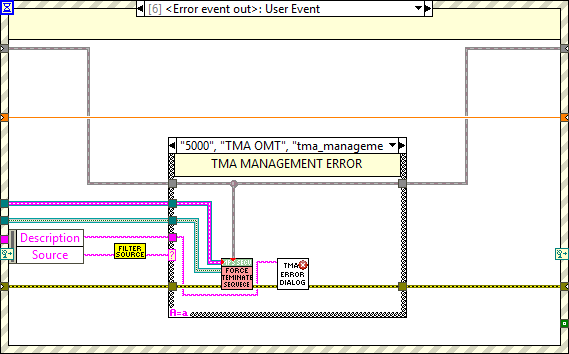 [6] <Error event out>: User Event
"5000", "TMA OMT", "tma_manageme
TMA MANAGEMENT ERROR
Description
Source
FILTER
SOURCE
?
FORCE
TEMINATE
SEQUECE
TMA
ERROR
DIALOG
A=a